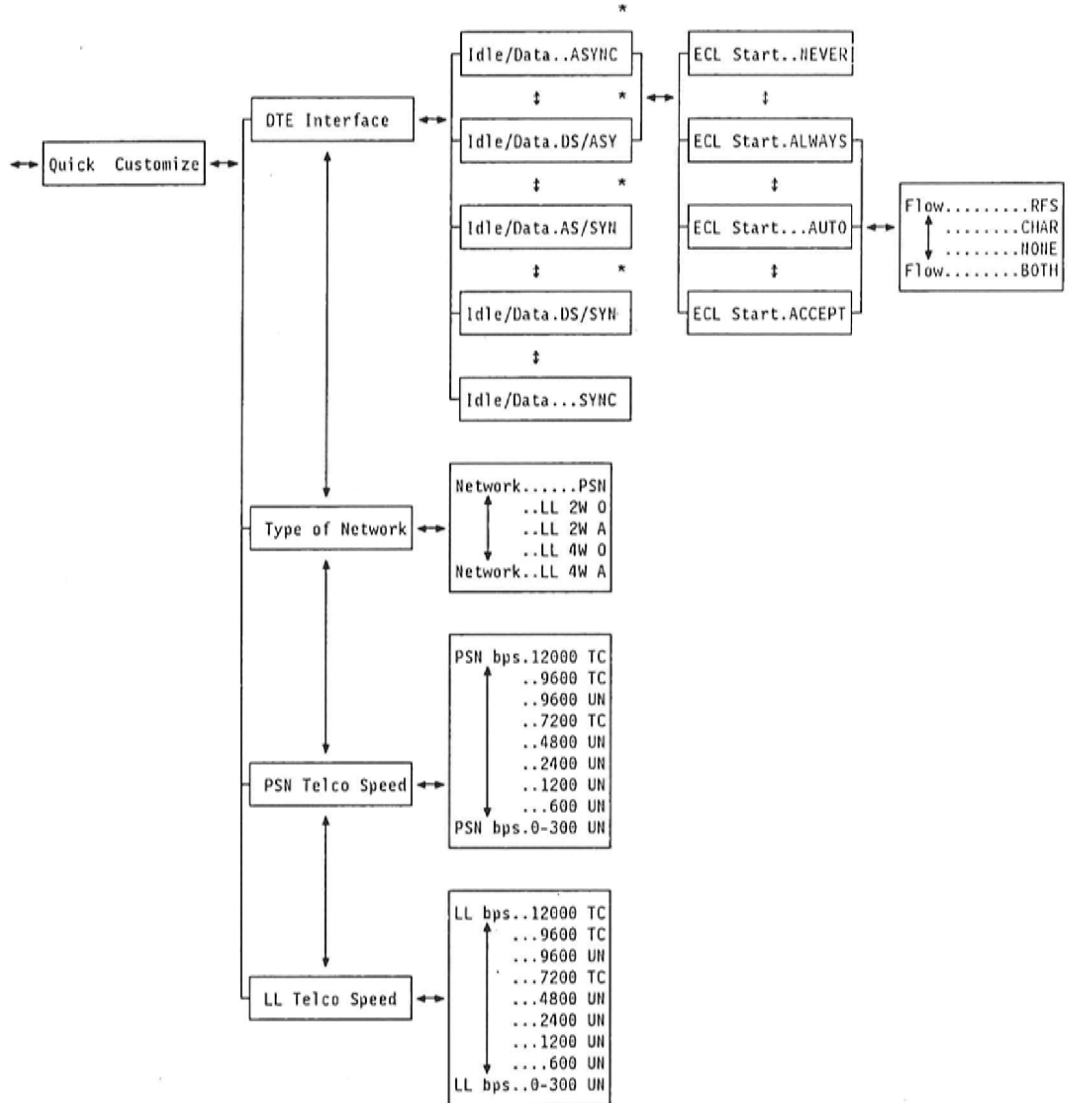 *
Idle/Data..ASYNC
ECL Start..NEVER
*
DTE Interface
Idle/Data.DS/ASY
ECL Start.ALWAYS
Quick Customize
*
Idle/Data.AS/SYN
ECL Start...AUTO
Flow.........RFS
........CHAR
........NONE
Flow........BOTH
*
Idle/Data.DS/SYN
ECL Start.ACCEPT
Idle/Data...SYNC
Type of Network
Network......PSN
..LL 2W O
..LL 2W A
..LL 4W O
Network..LL 4W A
PSN Telco Speed
PSN bps.12000 TC
..9600 TC
..9600 UN
..7200 TC
..4800 UN
..2400 UN
..1200 UN
...600 UN
PSN bps.0-300 UN
LL Telco Speed
LL bps..12000 TC
...9600 TC
...9600 UN
...7200 TC
...4800 UN
...2400 UN
...1200 UN
....600 UN
LL bps..0-300 UN